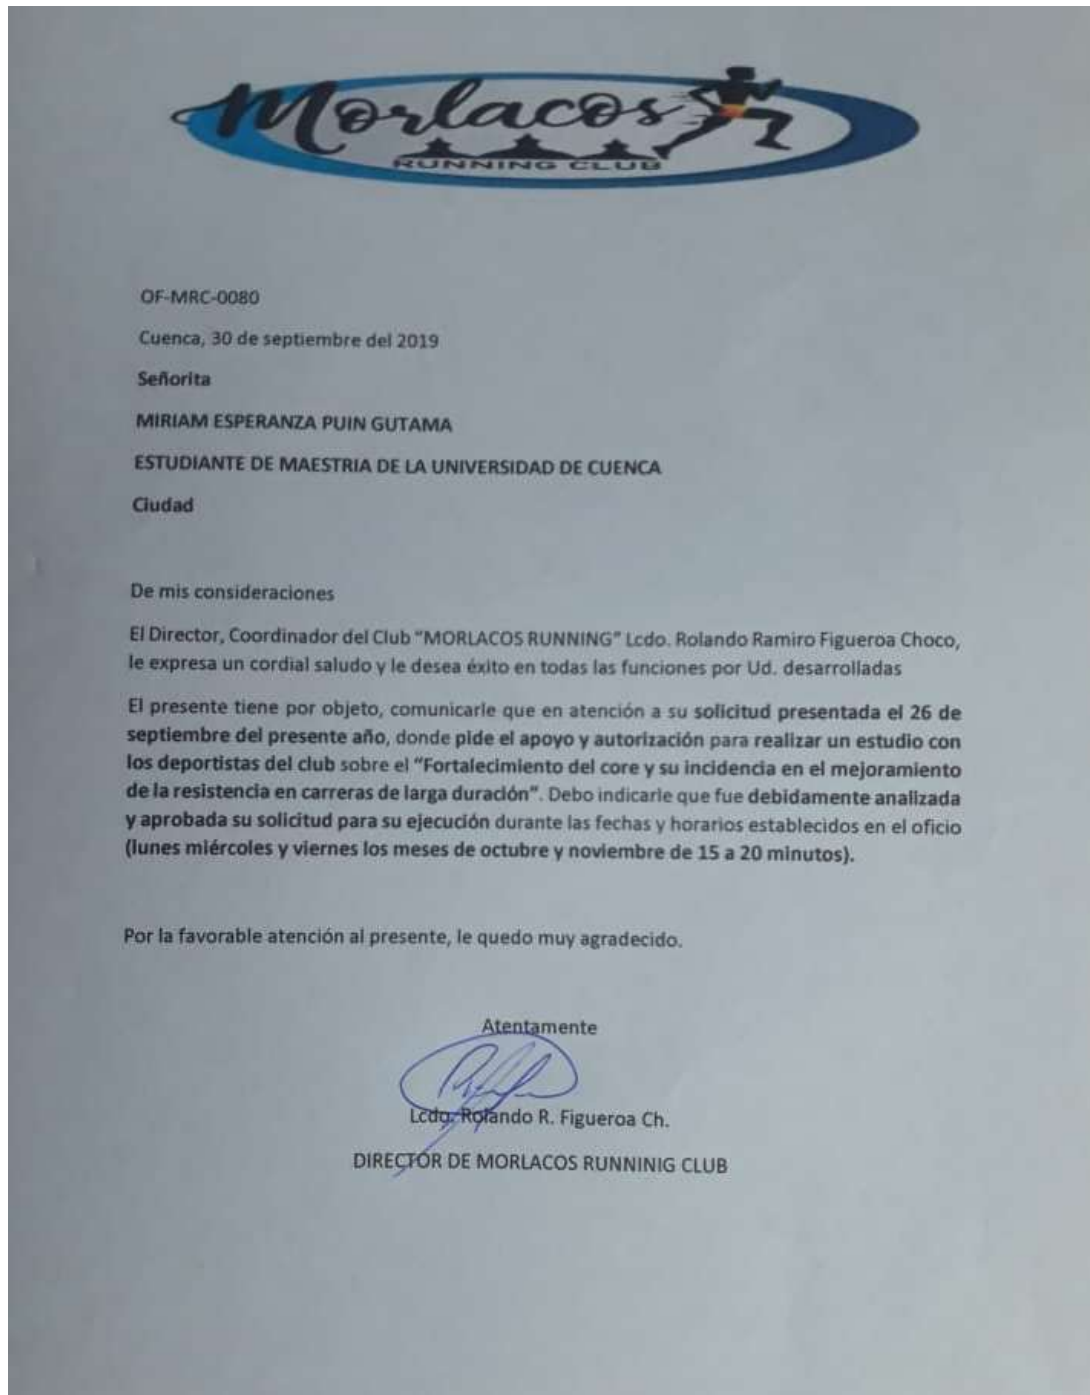 Morlacos
RUNNING CLUB
OF-MRC-0080
Cuenca, 30 de septiembre del 2019
Señorita
MIRIAM ESPERANZA PUIN GUTAMA
ESTUDIANTE DE MAESTRIA DE LA UNIVERSIDAD DE CUENCA
Ciudad
De mis consideraciones
El Director, Coordinador del Club "MORLACOS RUNNING" Lcdo. Rolando Ramiro Figueroa Choco,
le expresa un cordial saludo y le desea éxito en todas las funciones por Ud. desarrolladas
El presente tiene por objeto, comunicarle que en atención a su solicitud presentada el 26 de
septiembre del presente año, donde pide el apoyo y autorización para realizar un estudio con
los deportistas del club sobre el "Fortalecimiento del core y su incidencia en el mejoramiento
de la resistencia en carreras de larga duración". Debo indicarle que fue debidamente analizada
y aprobada su solicitud para su ejecución durante las fechas y horarios establecidos en el oficio
(lunes miércoles y viernes los meses de octubre y noviembre de 15 a 20 minutos).
Por la favorable atención al presente, le quedo muy agradecido.
Atentamente
Lcdo. Rolando R. Figueroa Ch.
DIRECTOR DE MORLACOS RUNNINIG CLUB